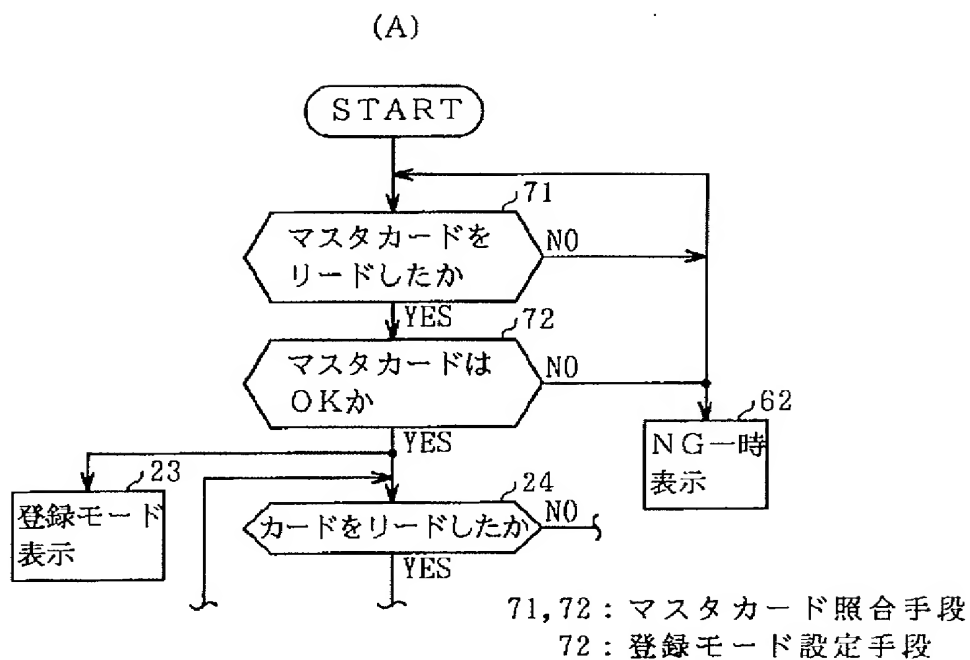 (A)
START
71
マスタカードを
リードしたか
NO
YES
72
マスタカードは
OKか
NO
YES
62
NG一時
表示
23
登録モード
表示
24
カードをリードしたか
NO
YES
71,72：マスタカード照合手段
72：登録モード設定手段